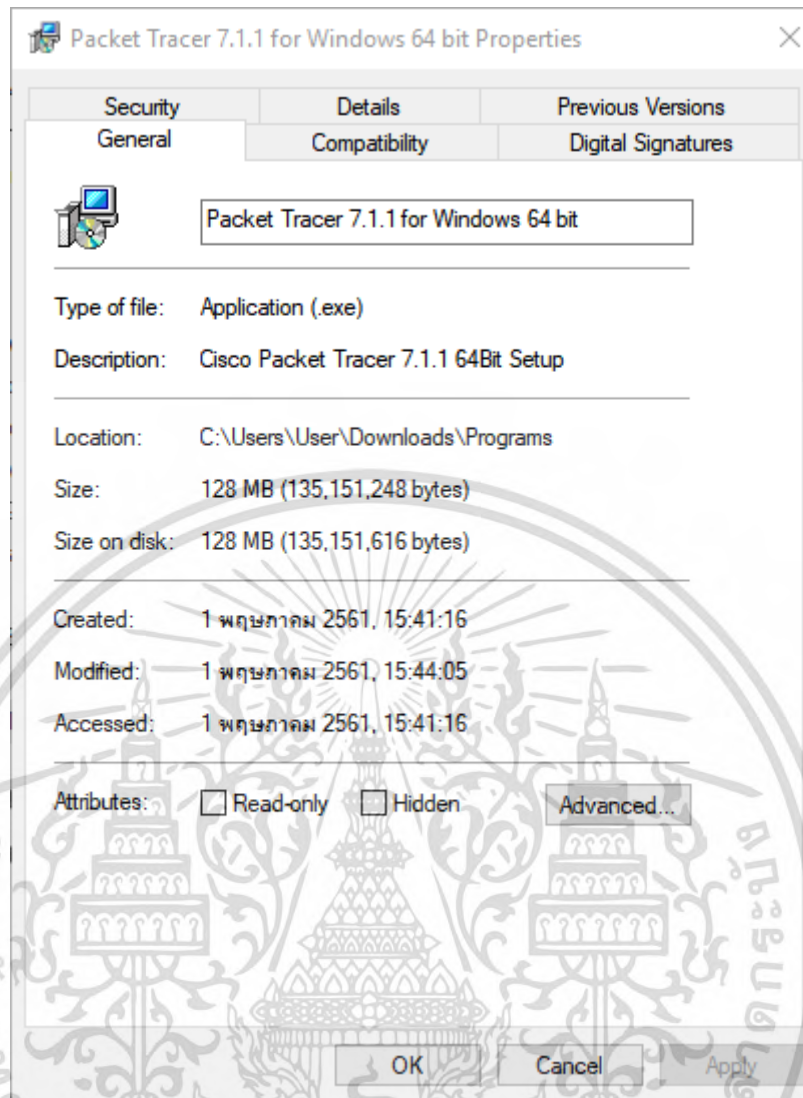 Packet Tracer 7.1.1 for Windows 64 bit Properties
Security Details Previous Versions
General Compatibility Digital Signatures
Packet Tracer 7.1.1 for Windows 64 bit
Type of file: Application (.exe)
Description: Cisco Packet Tracer 7.1.1 64Bit Setup
Location: C:\Users\User\Downloads\Programs
Size: 128 MB (135,151,248 bytes)
Size on disk: 128 MB (135,151,616 bytes)
Created: 1 พฤษภาคม 2561, 15:41:16
Modified: 1 พฤษภาคม 2561, 15:44:05
Accessed: 1 พฤษภาคม 2561, 15:41:16
Attributes: Read-only Hidden Advanced...
OK Cancel Apply